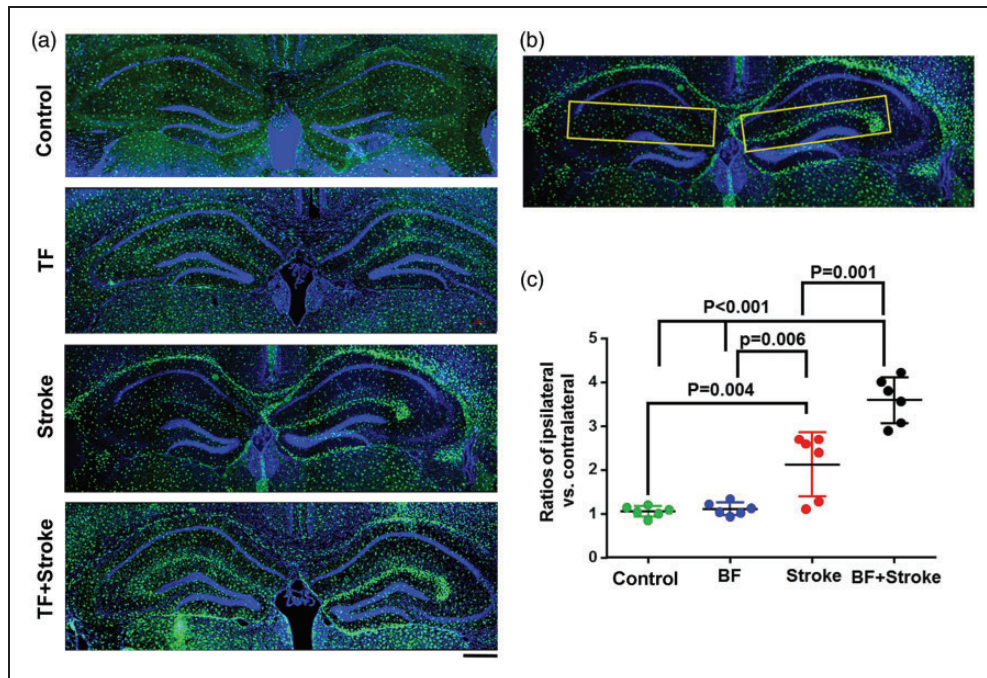 (a)
Control
TF
Stroke
TF+Stroke
(b)
(c)
P=0.001
P<0.001
p=0.006
P=0.004
Ratios of ipsilateral
vs. contralateral
5
4
3
2
1
0
Control
BF
Stroke
BF+Stroke